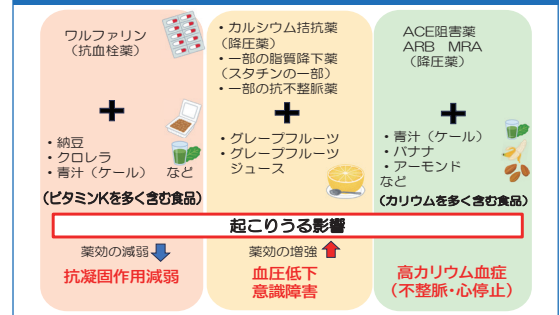 ワルファリン
(抗血栓薬)
・納豆
・クロレラ
・青汁（ケール）　など
(ビタミンKを多く含む食品)
・カルシウム拮抗薬
(降圧薬)
・一部の脂質降下薬
(スタチンの一部)
・一部の抗不整脈薬
・グレープフルーツ
・グレープフルーツ
ジュース
ACE阻害薬
ARB　MRA
(降圧薬)
・青汁（ケール）
・バナナ
・アーモンド
など
(カリウムを多く含む食品)
起こりうる影響
薬効の減弱
抗凝固作用減弱
薬効の増強
血圧低下
意識障害
高カリウム血症
(不整脈・心停止)